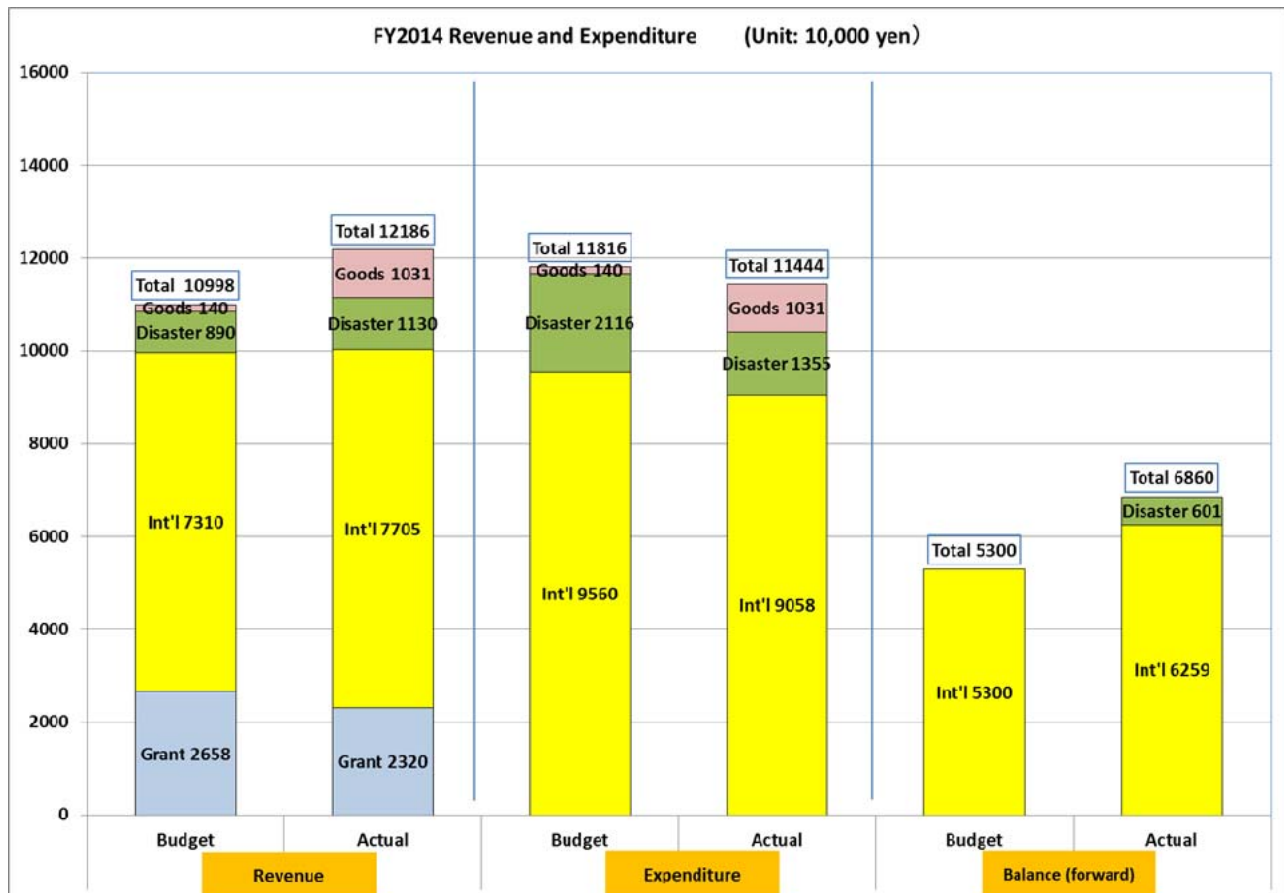 FY2014 Revenue and Expenditure (Unit: 10,000 yen）
16000
14000
12000
10000
8000
6000
4000
2000
0
Total 10998
Goods 140
Disaster 890
Int'l 7310
Grant 2658
Total 12186
Goods 1031
Disaster 1130
Int'l 7705
Grant 2320
Total 11816
Goods 140
Disaster 2116
Int'l 9560
Total 11444
Goods 1031
Disaster 1355
Int'l 9058
Total 5300
Int'l 5300
Total 6860
Disaster 601
Int'l 6259
Budget Actual Budget Actual Budget Actual
Revenue Expenditure Balance (forward)